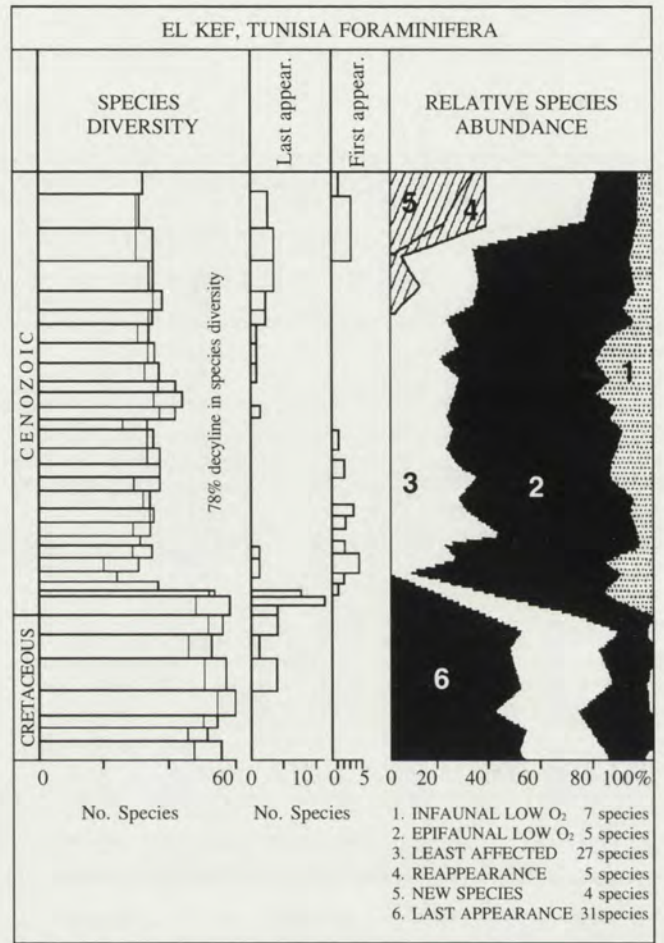 EL KEF, TUNISIA FORAMINIFERA
SPECIES
DIVERSITY
Last appear.
First appear.
RELATIVE SPECIES
ABUNDANCE
CENOZOIC
CRETACEOUS
78% decyline in species diversity
5
4
1
3
2
6
0 60
0 10
0 5
0 20 40 60 80 100%
No. Species
No. Species
1. INFAUNAL LOW O₂ 7 species
2. EPIFAUNAL LOW O₂ 5 species
3. LEAST AFFECTED 27 species
4. REAPPEARANCE 5 species
5. NEW SPECIES 4 species
6. LAST APPEARANCE 31species